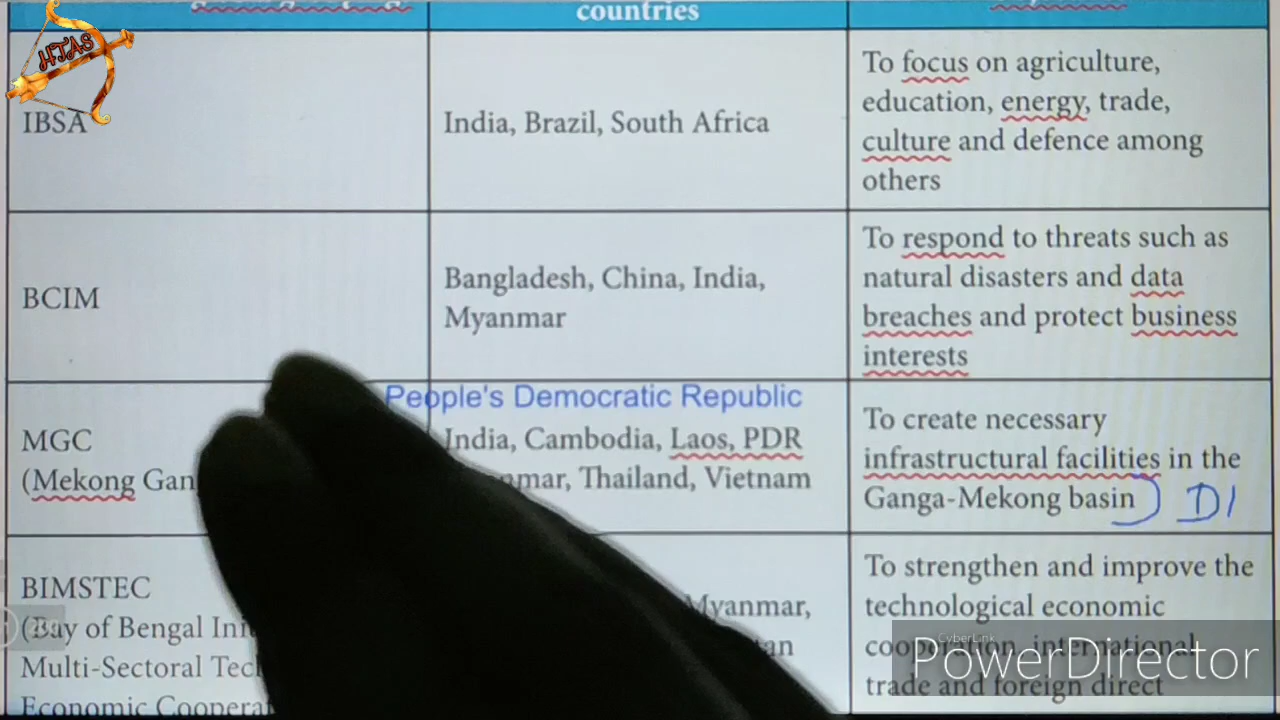 HTAS
countries
IBSA
India, Brazil, South Africa
To focus on agriculture,
education, energy, trade,
culture and defence among
others
BCIM
Bangladesh, China, India,
Myanmar
To respond to threats such as
natural disasters and data
breaches and protect business
interests
MGC
(Mekong Gan
People's Democratic Republic
India, Cambodia, Laos, PDR
mar, Thailand, Vietnam
To create necessary
infrastructural facilities in the
Ganga-Mekong basin
BIMSTEC
(Bay of Bengal
Multi-Sectoral
Economic
Myanmar,
To strengthen and improve the
technological economic
cooperation, international
trade and foreign direct
CyberLink
PowerDirector